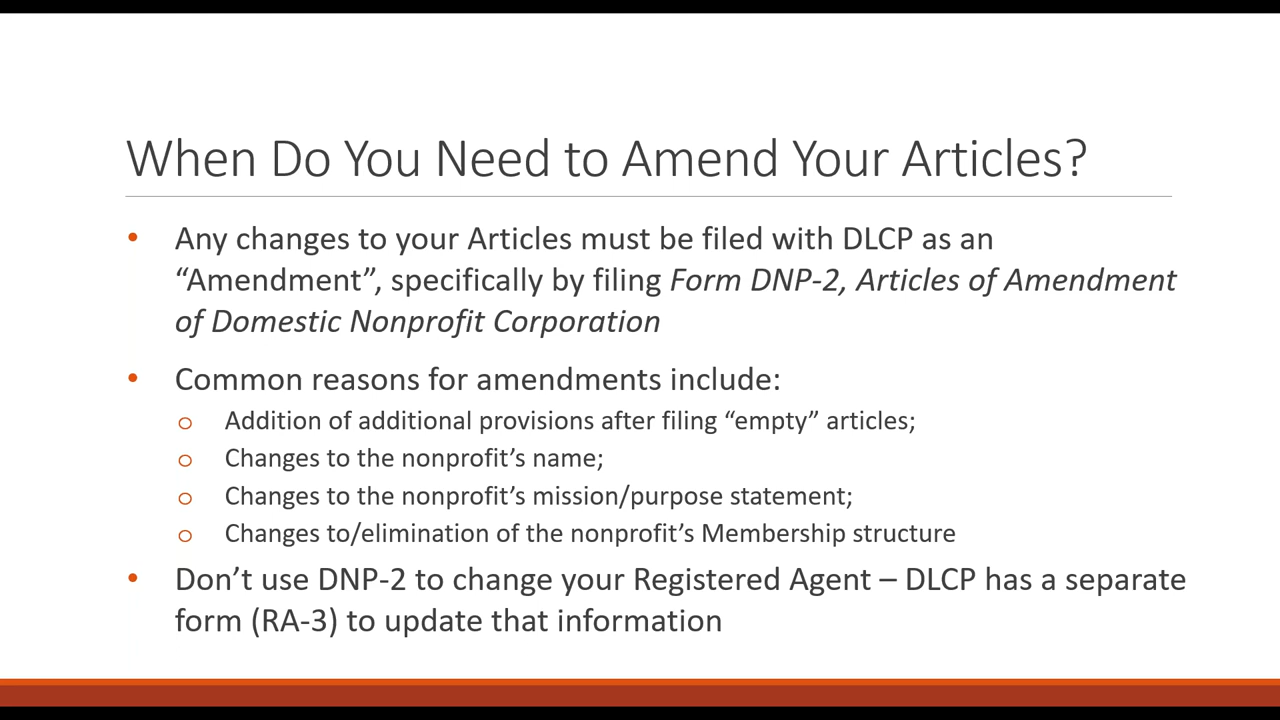 When Do You Need to Amend Your Articles?
• Any changes to your Articles must be filed with DLCP as an
“Amendment”, specifically by filing Form DNP-2, Articles of Amendment
of Domestic Nonprofit Corporation
• Common reasons for amendments include:
o Addition of additional provisions after filing “empty” articles;
o Changes to the nonprofit’s name;
o Changes to the nonprofit’s mission/purpose statement;
o Changes to/elimination of the nonprofit’s Membership structure
• Don’t use DNP-2 to change your Registered Agent – DLCP has a separate
form (RA-3) to update that information